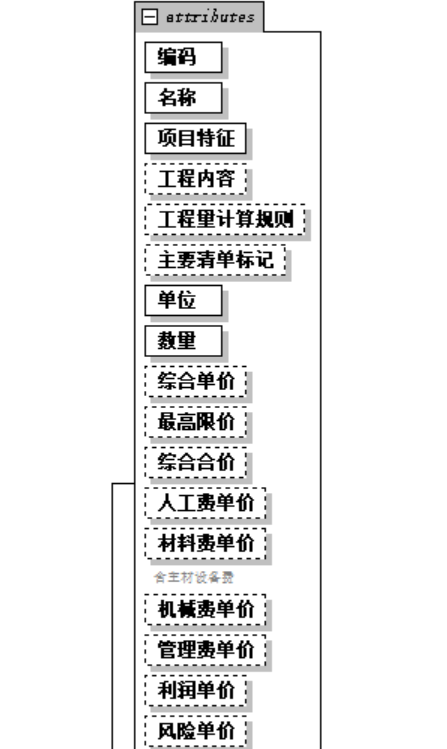 attributes
编码
名称
项目特征
工程内容
工程量计算规则
主要清单标记
单位
数量
综合单价
最高限价
综合合价
人工费单价
材料费单价
含主材设备费
机械费单价
管理费单价
利润单价
风险单价